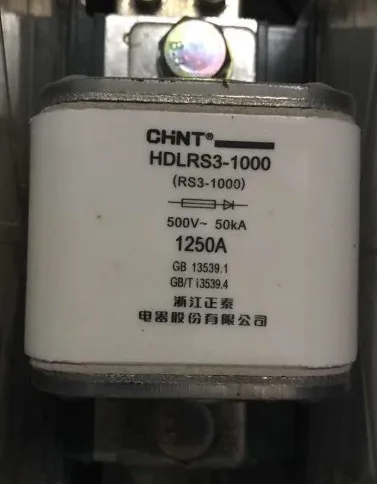 CHNT®
HDLRS3-1000
(RS3-1000)
500V~ 50kA
1250A
GB 13539.1
GB/T i3539.4
浙江正泰
电器股份有限公司